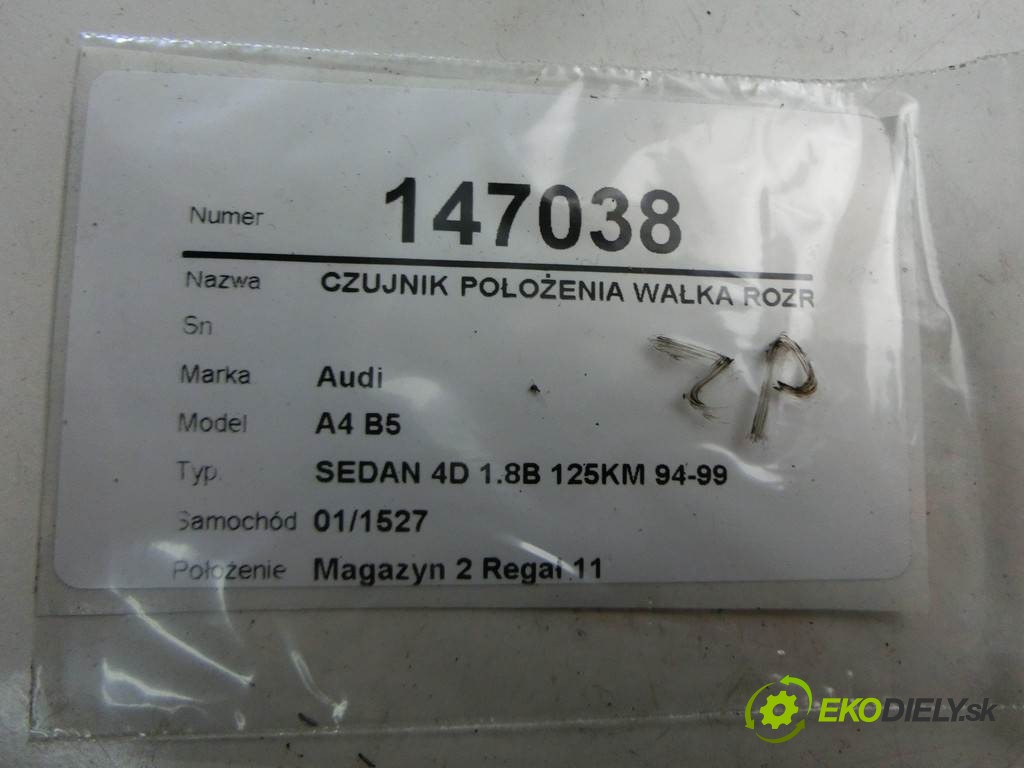 Numer 147038
Nazwa CZUJNIK POŁOŻENIA WAŁKA ROZR
Sn
Marka Audi
Model A4 B5
Typ. SEDAN 4D 1.8B 125KM 94-99
Samochód 01/1527
Położenie Magazyn 2 Regał 11
ZP
EKODIELY.sk